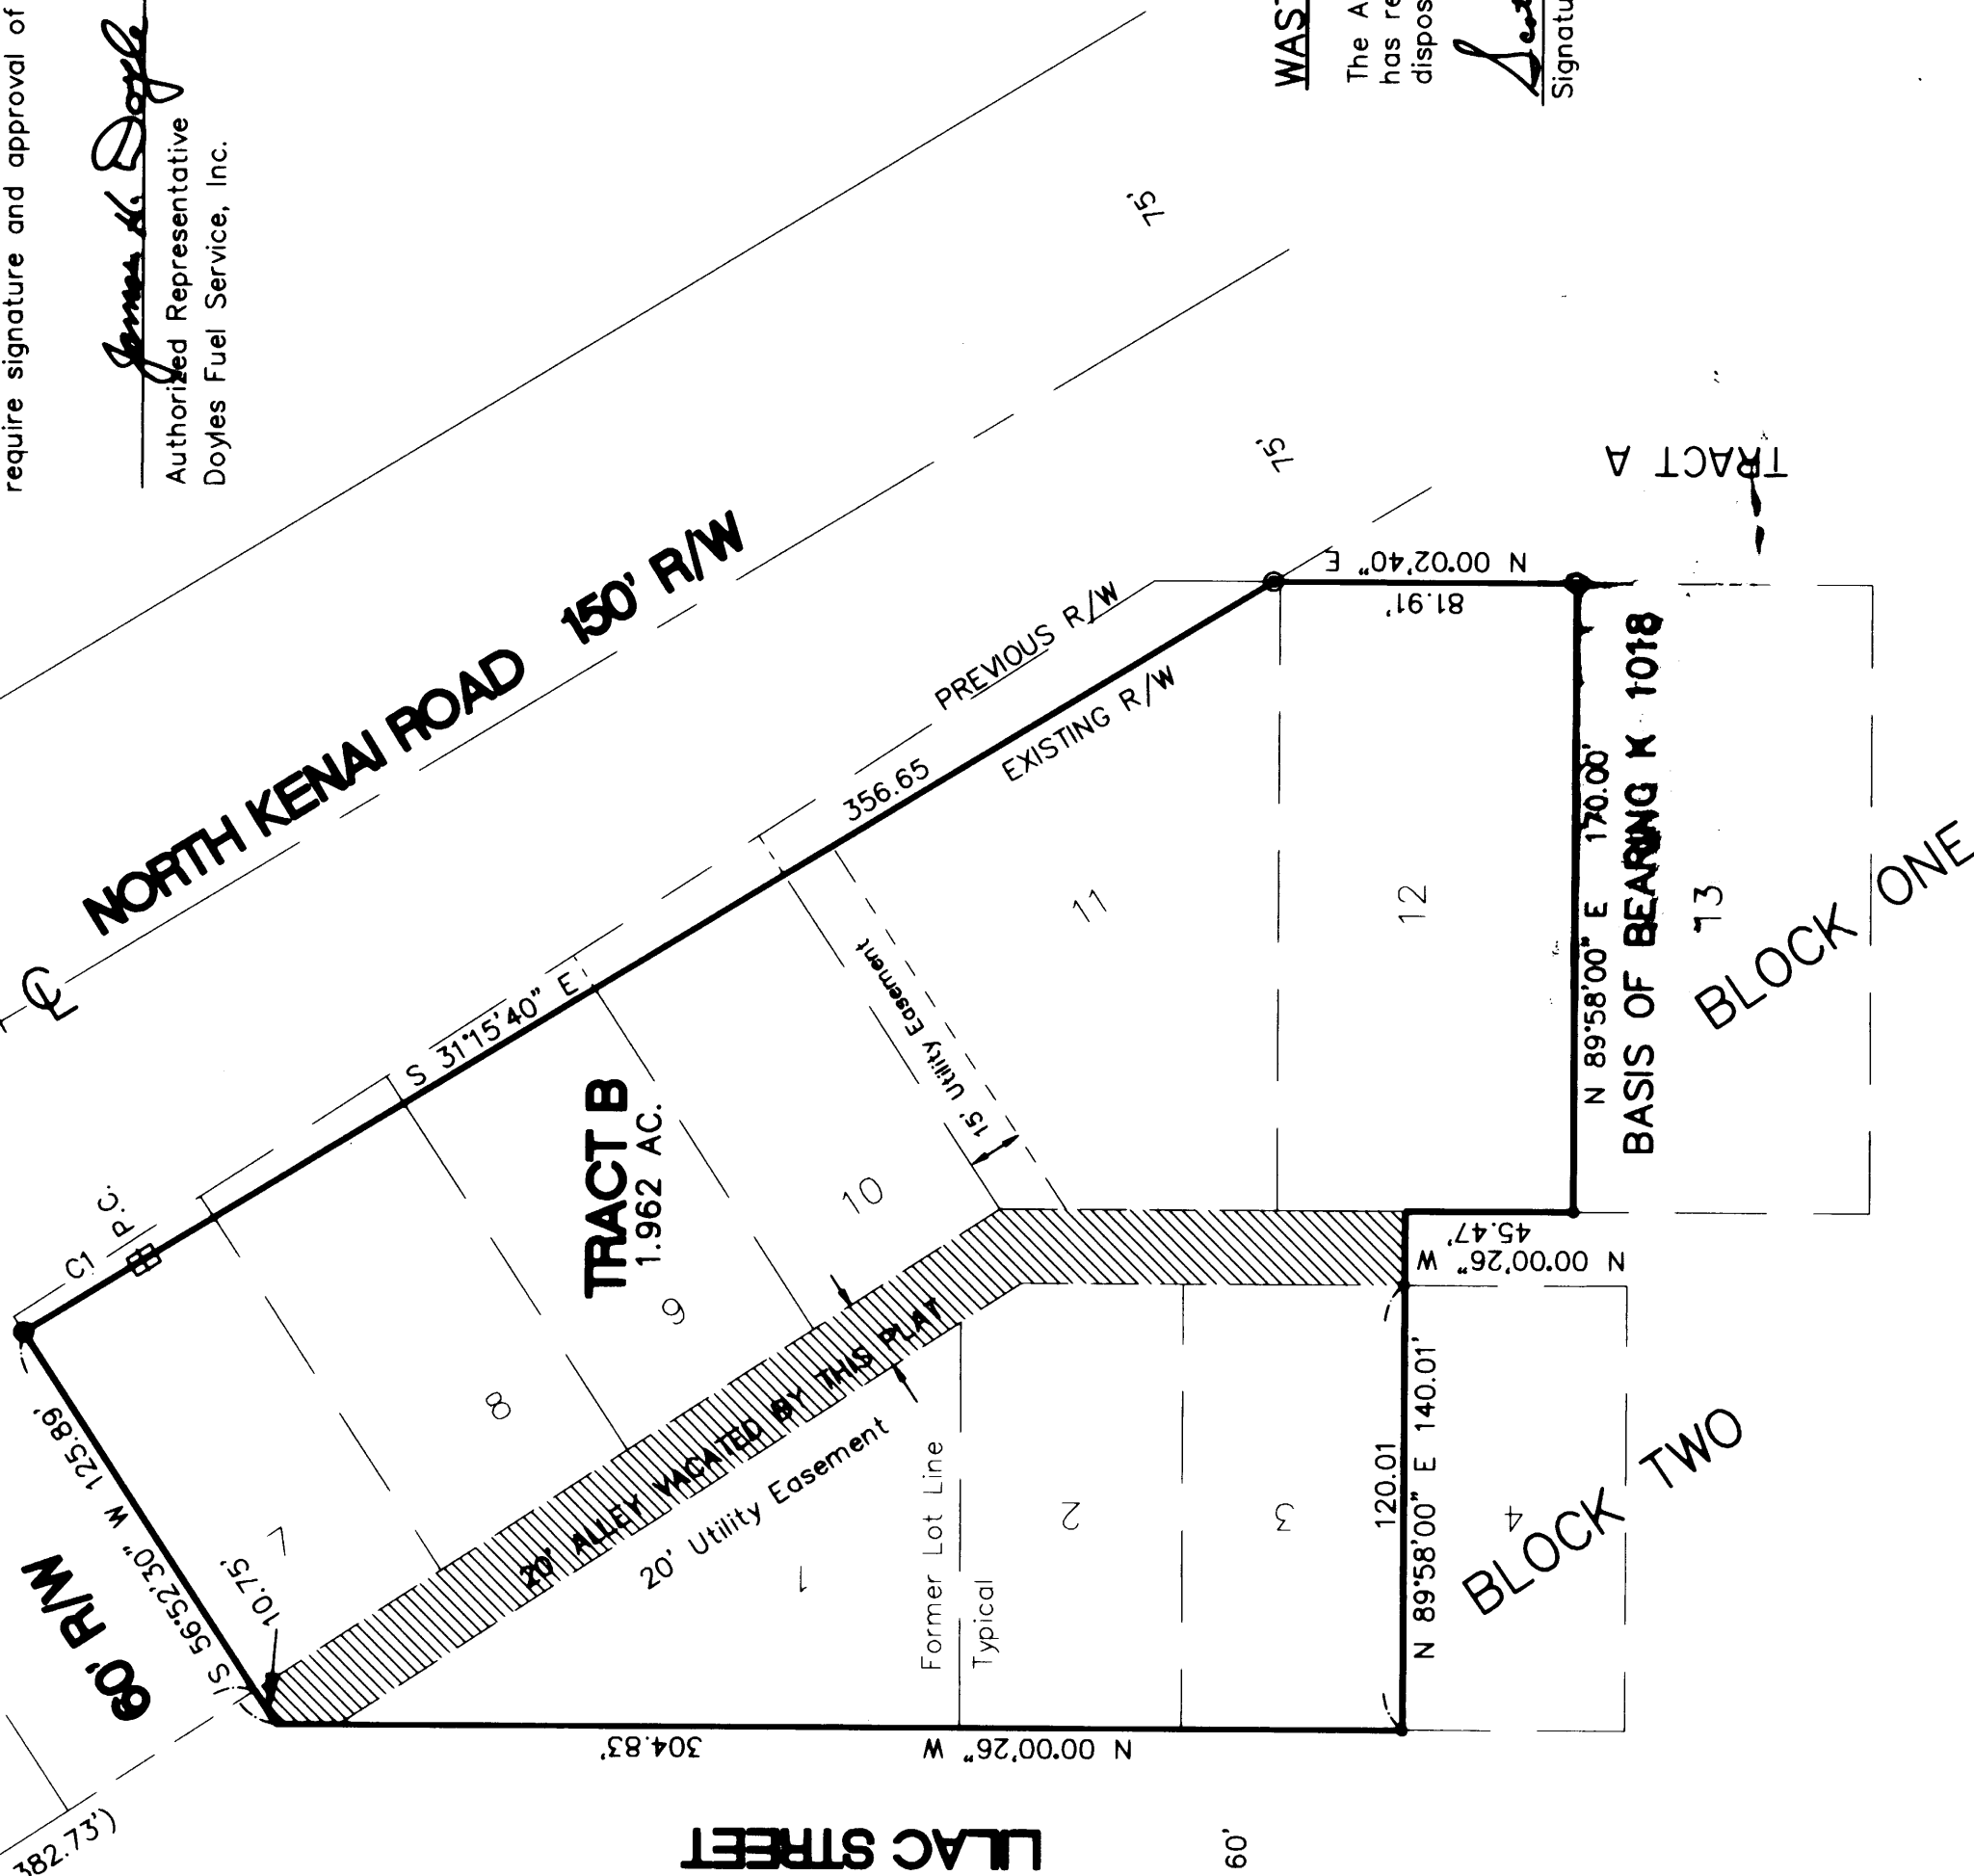 require signature and approval of
James K. Doyle
Authorized Representative
Doyles Fuel Service, Inc.
WAST
The A
has re
dispos
Scot
Signatu
NORTH KENAI ROAD 150' R/W
℄
75'
75'
PREVIOUS R/W
EXISTING R/W
356.65
S 31°15'40" E
C1
P.C.
N 00°02'40" E
81.91'
TRACT A
TRACT B
1.962 AC.
7
8
9
10
11
12
13
15' Utility Easement
20' ALLEY VACATED BY THIS PLAT
20' Utility Easement
1
2
3
4
Former Lot Line
Typical
S 56°52'30" W 125.89'
10.75'
60' R/W
382.73')
N 00°00'26" W
304.83'
LILAC STREET
60'
120.01
N 89°58'00" E 140.01'
N 00°00'26" W
45.47'
N 89°58'00" E 170.00'
BASIS OF BEARING K 1018
BLOCK ONE
BLOCK TWO